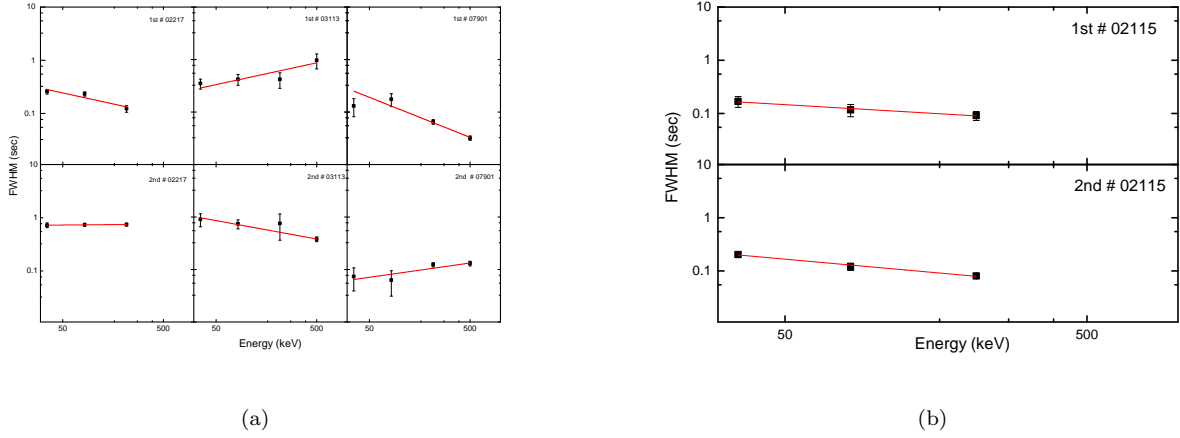 1st # 02217
1st # 03113
1st # 07901
10
1
0.1
10
1
0.1
FWHM (sec)
2nd # 02217
2nd # 03113
2nd # 07901
50
500
50
500
50
500
Energy (keV)
(a)
1st # 02115
10
1
0.1
10
1
0.1
FWHM (sec)
2nd # 02115
50
500
Energy (keV)
(b)